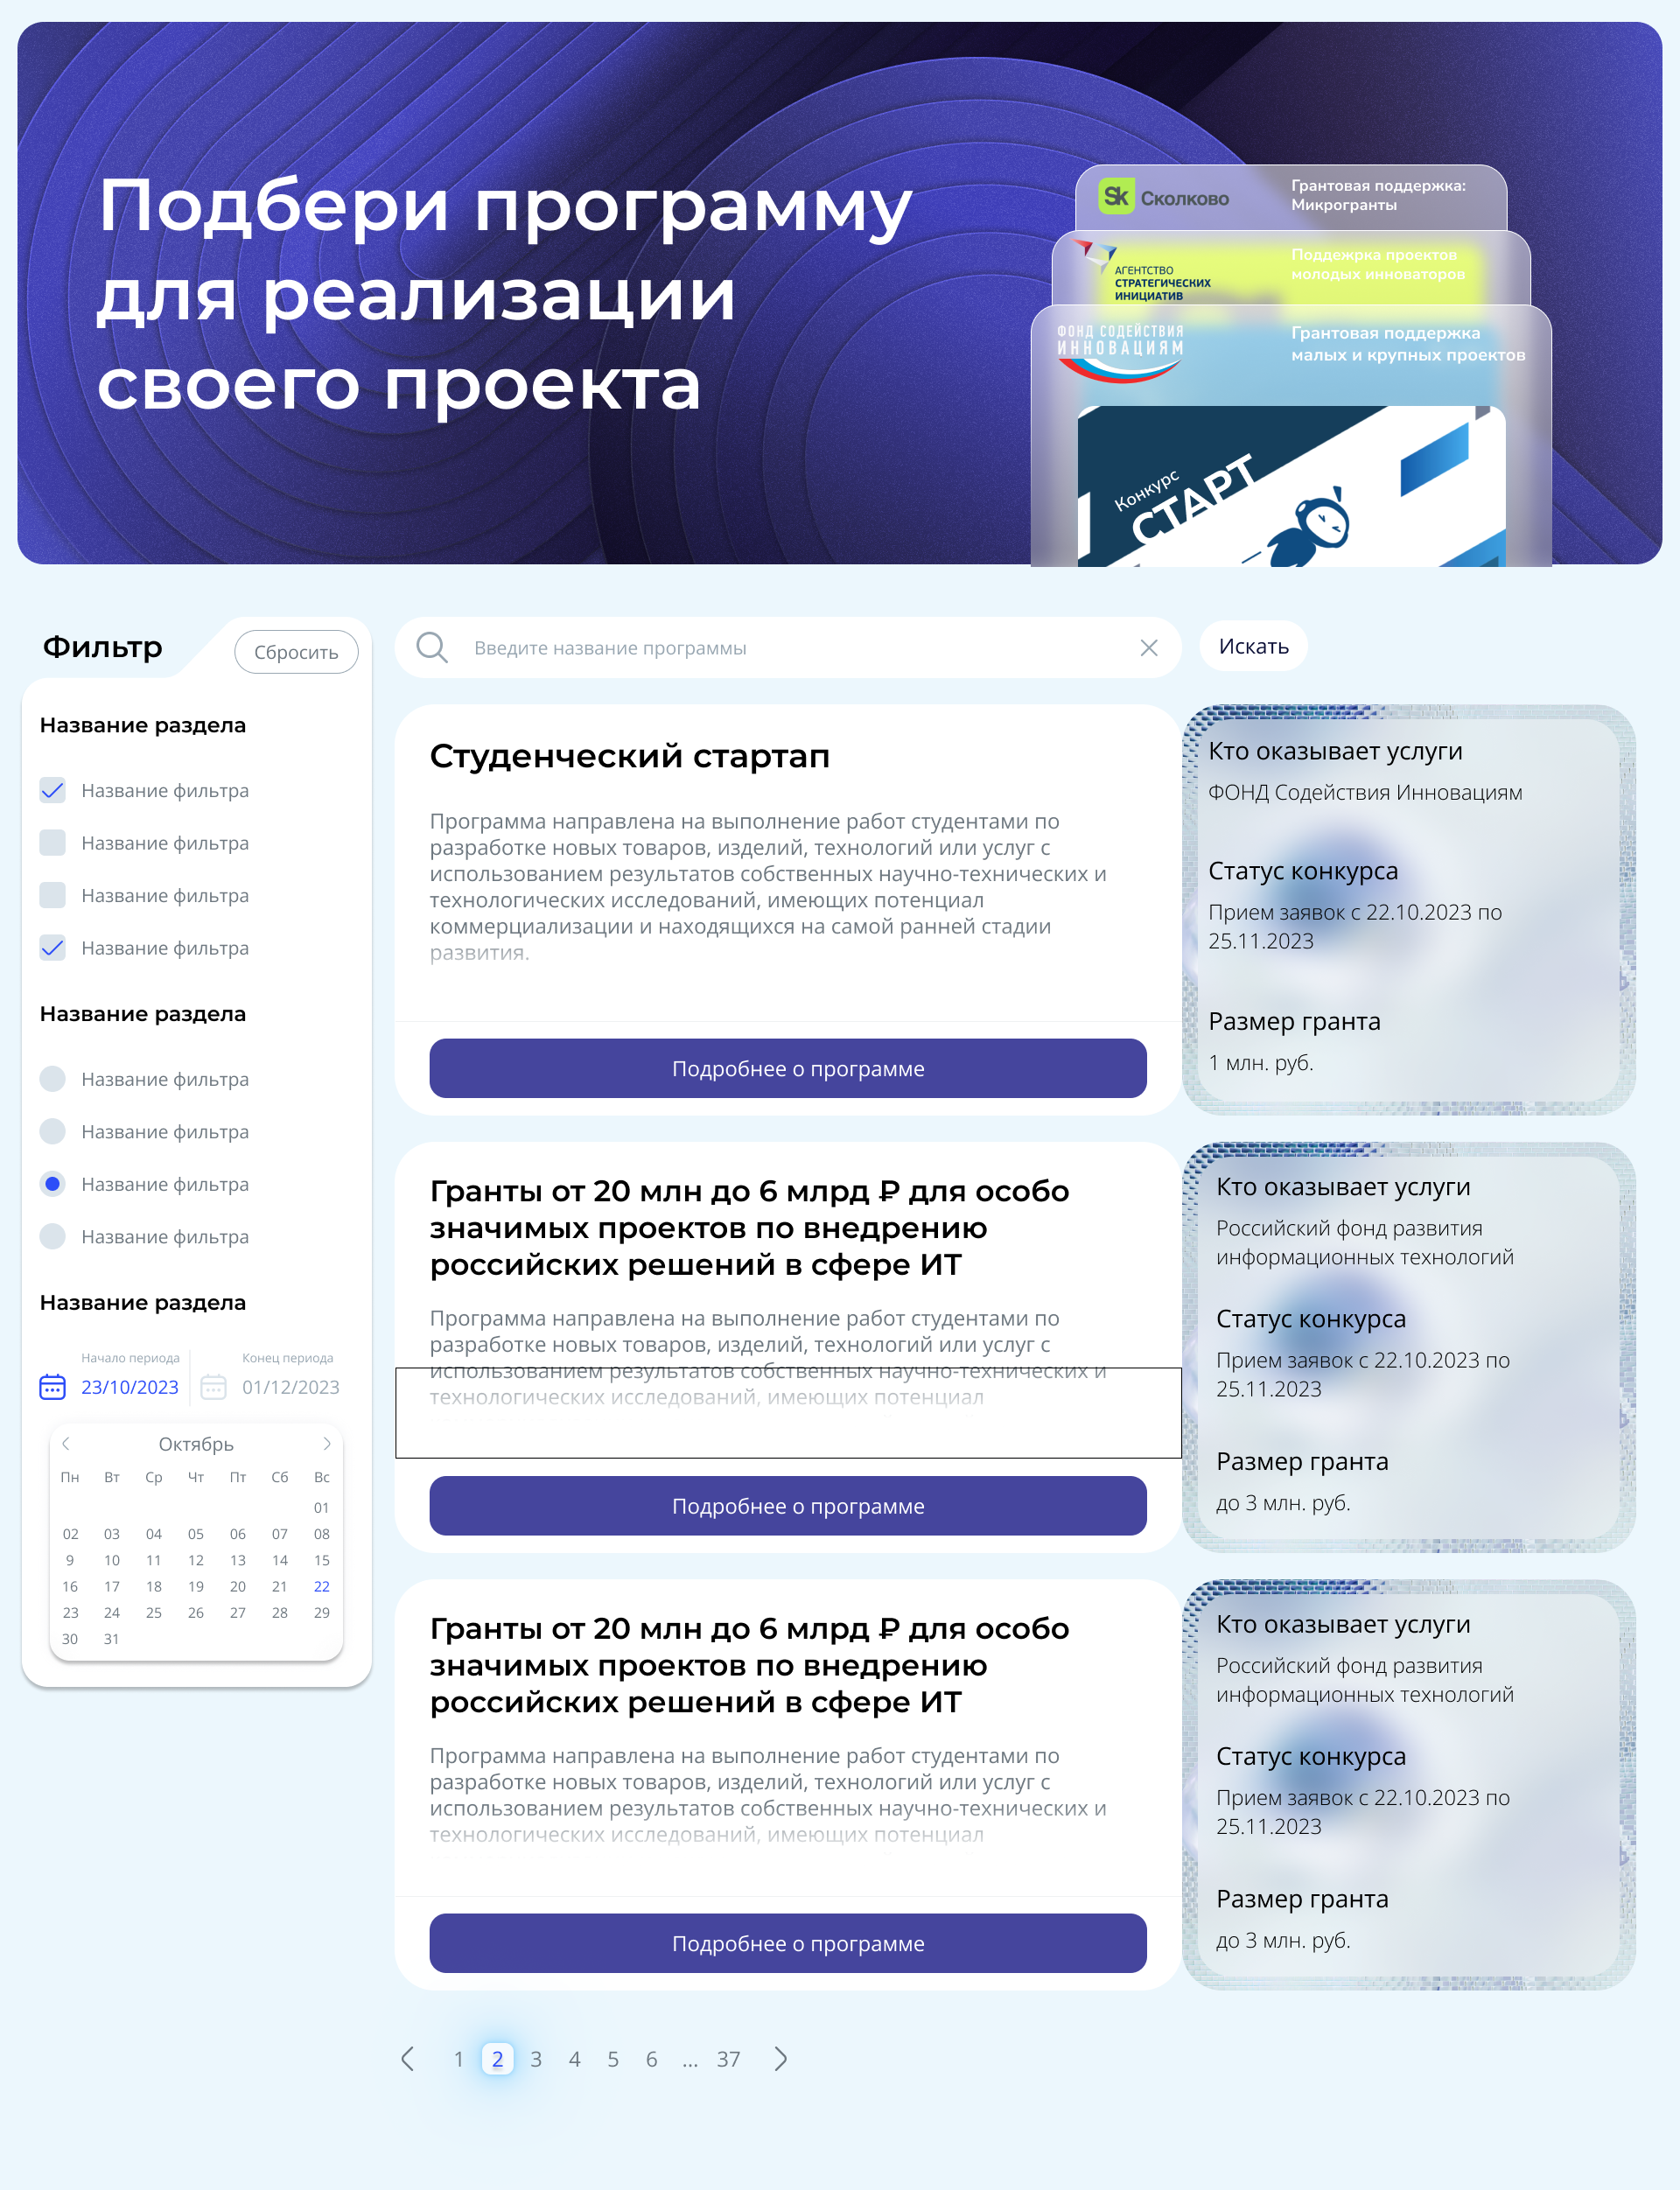 Подбери программу
для реализации
своего проекта
Sk Сколково
Грантовая поддержка:
Микрогранты
АГЕНТСТВО
СТРАТЕГИЧЕСКИХ
ИНИЦИАТИВ
Поддежрка проектов
молодых инноваторов
ФОНД СОДЕЙСТВИЯ
ИННОВАЦИЯМ
Грантовая поддержка
малых и крупных проектов
Конкурс
СТАРТ
Фильтр
Сбросить
Название раздела
Название фильтра
Название фильтра
Название фильтра
Название фильтра
Название раздела
Название фильтра
Название фильтра
Название фильтра
Название фильтра
Название раздела
Начало периода
23/10/2023
Конец периода
01/12/2023
Октябрь
Пн Вт Ср Чт Пт Сб Вс
01
02 03 04 05 06 07 08
9 10 11 12 13 14 15
16 17 18 19 20 21 22
23 24 25 26 27 28 29
30 31
Введите название программы
Искать
Студенческий стартап
Программа направлена на выполнение работ студентами по
разработке новых товаров, изделий, технологий или услуг с
использованием результатов собственных научно-технических и
технологических исследований, имеющих потенциал
коммерциализации и находящихся на самой ранней стадии
развития.
Подробнее о программе
Кто оказывает услуги
ФОНД Содействия Инновациям
Статус конкурса
Прием заявок с 22.10.2023 по
25.11.2023
Размер гранта
1 млн. руб.
Гранты от 20 млн до 6 млрд ₽ для особо
значимых проектов по внедрению
российских решений в сфере ИТ
Программа направлена на выполнение работ студентами по
разработке новых товаров, изделий, технологий или услуг с
использованием результатов собственных научно-технических и
технологических исследований, имеющих потенциал
Подробнее о программе
Кто оказывает услуги
Российский фонд развития
информационных технологий
Статус конкурса
Прием заявок с 22.10.2023 по
25.11.2023
Размер гранта
до 3 млн. руб.
Гранты от 20 млн до 6 млрд ₽ для особо
значимых проектов по внедрению
российских решений в сфере ИТ
Программа направлена на выполнение работ студентами по
разработке новых товаров, изделий, технологий или услуг с
использованием результатов собственных научно-технических и
технологических исследований, имеющих потенциал
Подробнее о программе
Кто оказывает услуги
Российский фонд развития
информационных технологий
Статус конкурса
Прием заявок с 22.10.2023 по
25.11.2023
Размер гранта
до 3 млн. руб.
1 2 3 4 5 6 ... 37